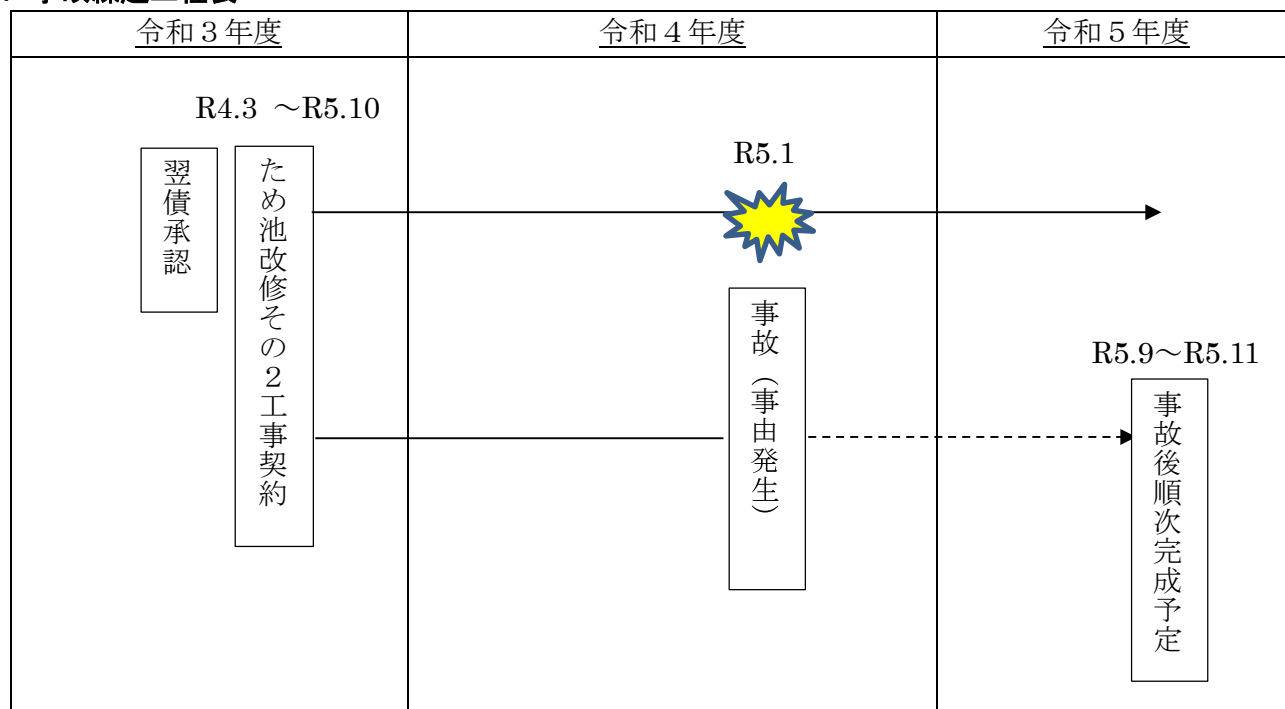 令和３年度
令和４年度
令和５年度
R4.3 ～R5.10
翌債承認
ため池改修その２工事契約
R5.1
事故（事由発生）
R5.9～R5.11
事故後順次完成予定